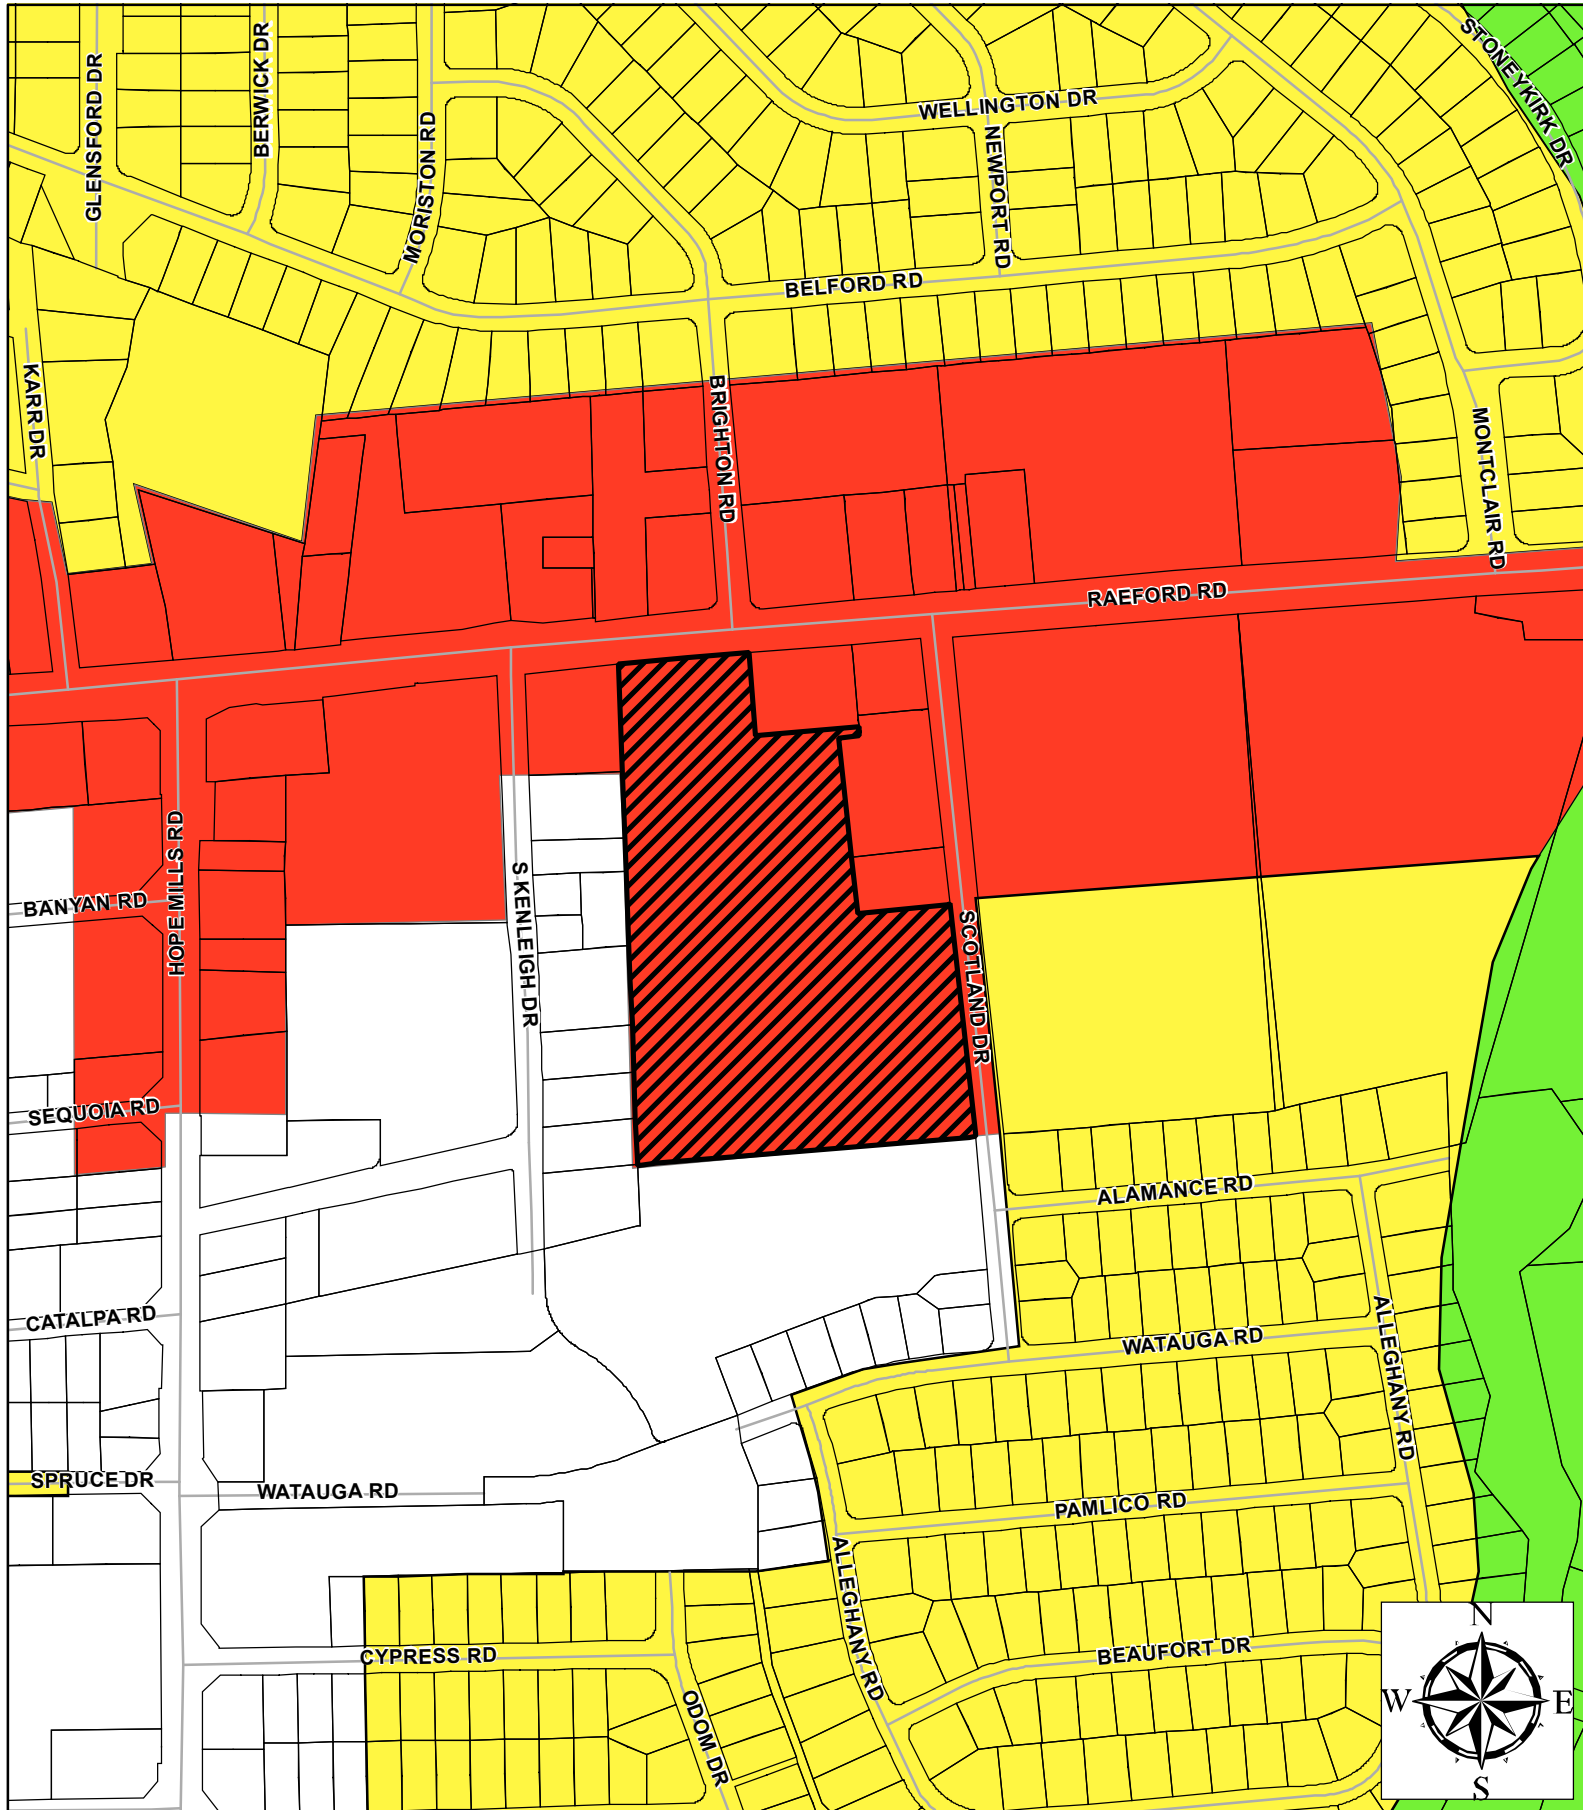 GLENSFORD DR
BERWICK DR
MORISTON RD
WELLINGTON DR
NEWPORT RD
STONEYKIRK DR
BELFORD RD
KARR DR
BRIGHTON RD
MONTCLAIR RD
RAEFORD RD
HOPE MILLS RD
BANYAN RD
S KENLEIGH DR
SCOTLAND DR
SEQUOIA RD
ALAMANCE RD
CATALPA RD
WATAUGA RD
ALLEGHANY RD
SPRUCE DR
WATAUGA RD
PAMLICO RD
ALLEGHANY RD
CYPRESS RD
BEAUFORT DR
ODOM DR
N
W
E
S